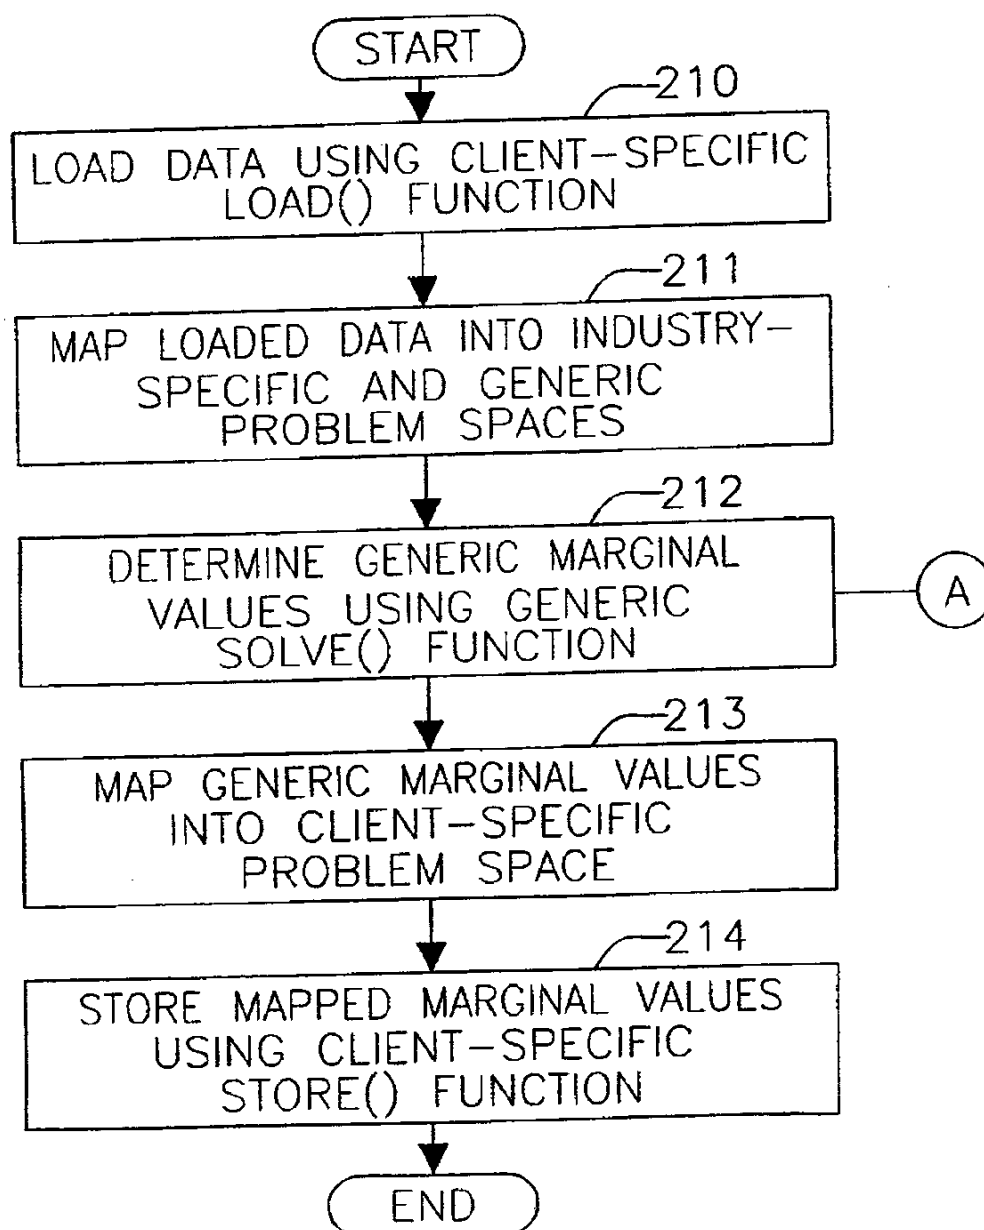 START
210
LOAD DATA USING CLIENT-SPECIFIC
LOAD() FUNCTION
211
MAP LOADED DATA INTO INDUSTRY-
SPECIFIC AND GENERIC
PROBLEM SPACES
212
DETERMINE GENERIC MARGINAL
VALUES USING GENERIC
SOLVE() FUNCTION
A
213
MAP GENERIC MARGINAL VALUES
INTO CLIENT-SPECIFIC
PROBLEM SPACE
214
STORE MAPPED MARGINAL VALUES
USING CLIENT-SPECIFIC
STORE() FUNCTION
END